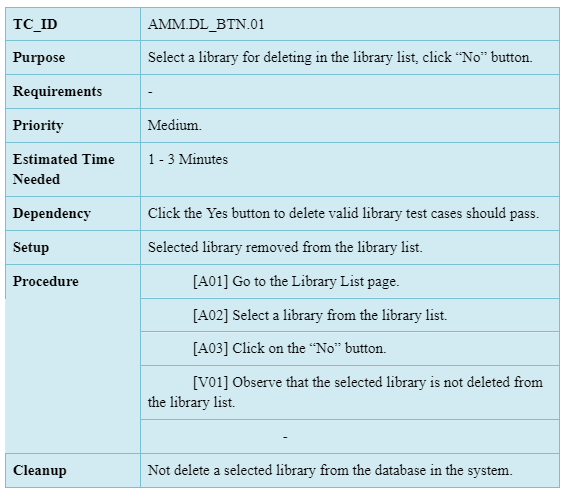 TC_ID AMM.DL_BTN.01
Purpose Select a library for deleting in the library list, click “No” button.
Requirements -
Priority Medium.
Estimated Time 1 - 3 Minutes
Needed
Dependency Click the Yes button to delete valid library test cases should pass.
Setup Selected library removed from the library list.
Procedure [A01] Go to the Library List page.
[A02] Select a library from the library list.
[A03] Click on the “No” button.
[V01] Observe that the selected library is not deleted from
the library list.
-
Cleanup Not delete a selected library from the database in the system.